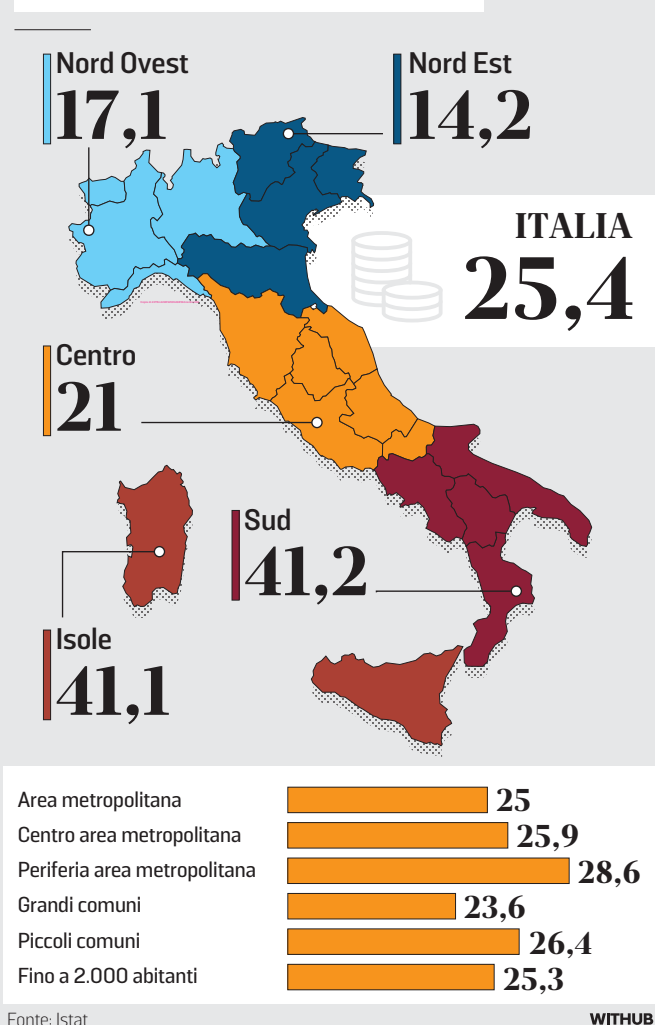 Nord Ovest
17,1
Nord Est
14,2
ITALIA
25,4
Centro
21
Sud
41,2
Isole
41,1
Area metropolitana 25
Centro area metropolitana 25,9
Periferia area metropolitana 28,6
Grandi comuni 23,6
Piccoli comuni 26,4
Fino a 2.000 abitanti 25,3
Fonte: Istat
WITHUB